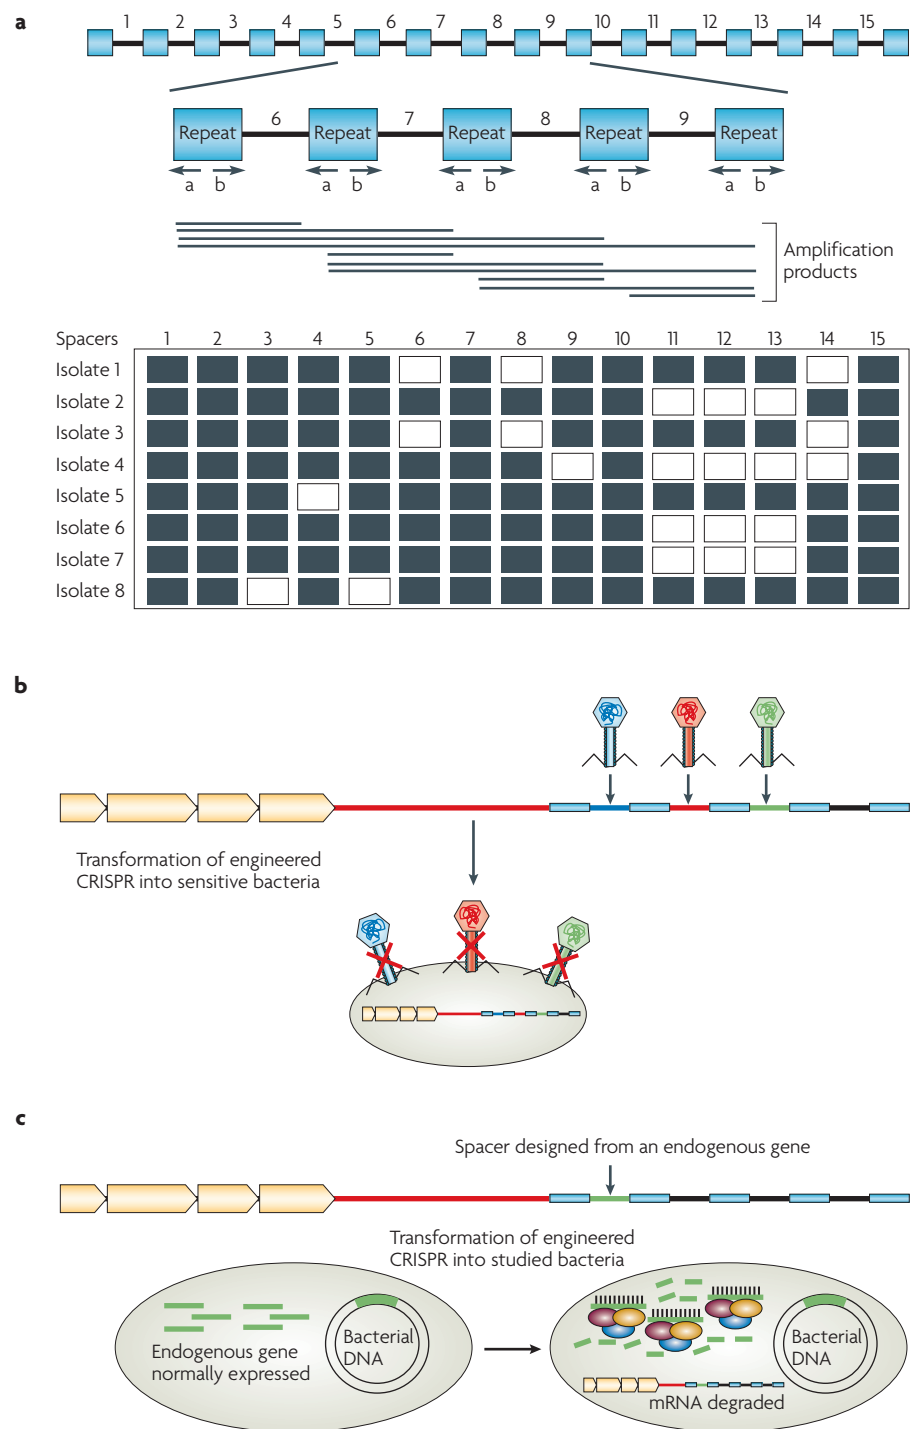 a
1 2 3 4 5 6 7 8 9 10 11 12 13 14 15
6 7 8 9
Repeat Repeat Repeat Repeat Repeat
a b a b a b a b a b
Amplification
products
Spacers 1 2 3 4 5 6 7 8 9 10 11 12 13 14 15
Isolate 1
Isolate 2
Isolate 3
Isolate 4
Isolate 5
Isolate 6
Isolate 7
Isolate 8
b
Transformation of engineered
CRISPR into sensitive bacteria
c
Spacer designed from an endogenous gene
Transformation of engineered
CRISPR into studied bacteria
Endogenous gene
normally expressed
Bacterial
DNA
Bacterial
DNA
mRNA degraded